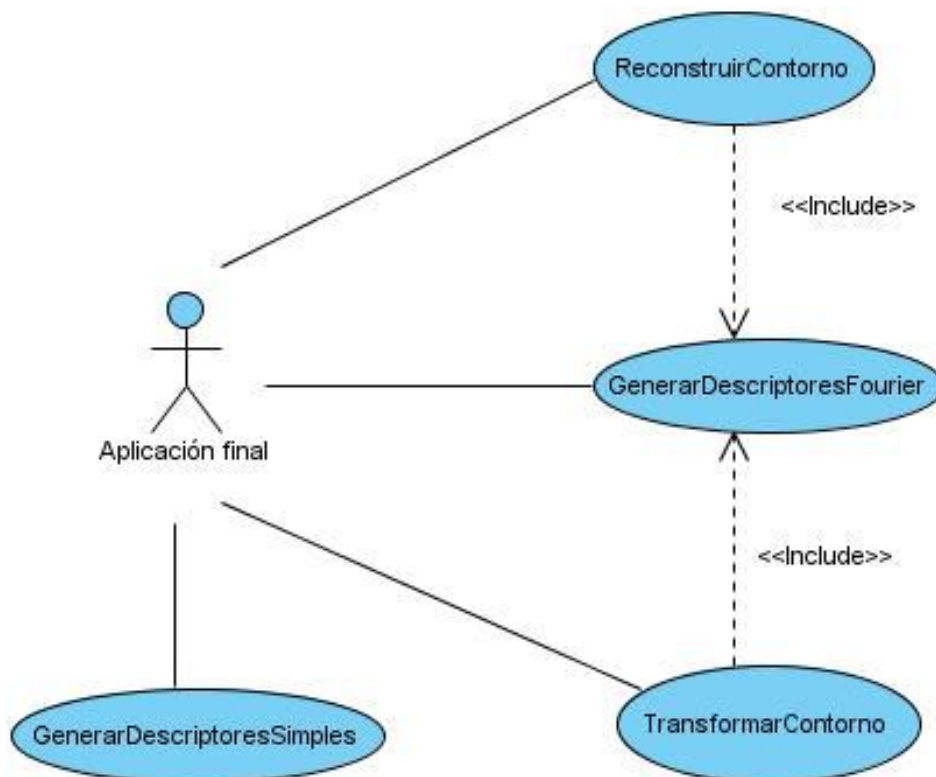 ReconstruirContorno
<<Include>>
GenerarDescriptoresFourier
Aplicación final
<<Include>>
GenerarDescriptoresSimples
TransformarContorno